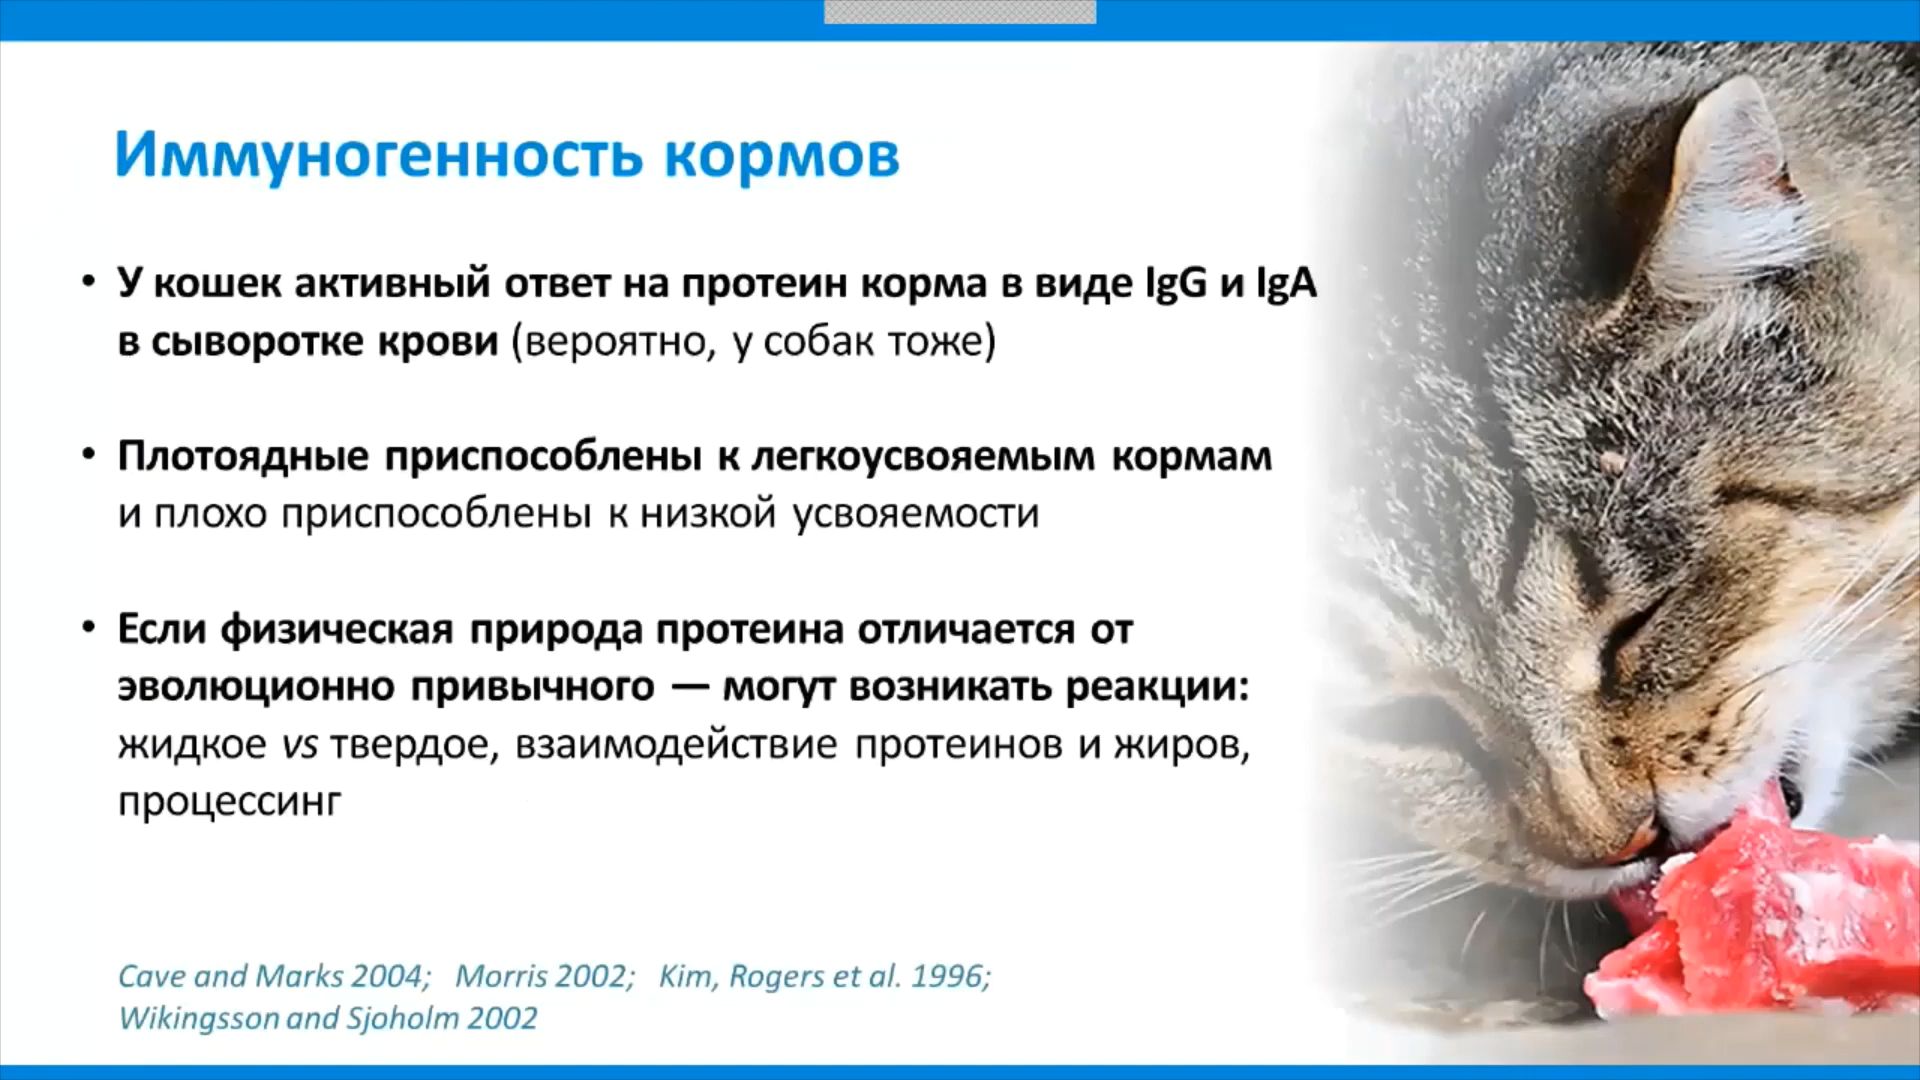 Иммуногенность кормов
• У кошек активный ответ на протеин корма в виде IgG и IgA
в сыворотке крови (вероятно, у собак тоже)
• Плотоядные приспособлены к легкоусвояемым кормам
и плохо приспособлены к низкой усвояемости
• Если физическая природа протеина отличается от
эволюционно привычного — могут возникать реакции:
жидкое vs твердое, взаимодействие протеинов и жиров,
процессинг
Cave and Marks 2004; Morris 2002; Kim, Rogers et al. 1996;
Wikingsson and Sjoholm 2002